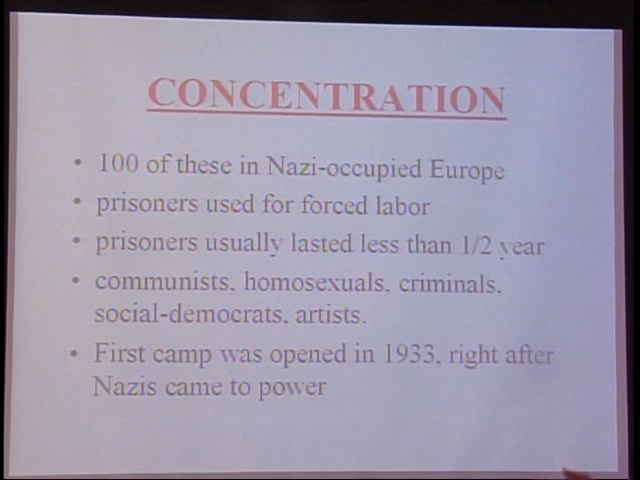 CONCENTRATION
• 100 of these in Nazi-occupied Europe
• prisoners used for forced labor
• prisoners usually lasted less than 1/2 year
• communists, homosexuals, criminals,
social-democrats, artists.
• First camp was opened in 1933, right after
Nazis came to power